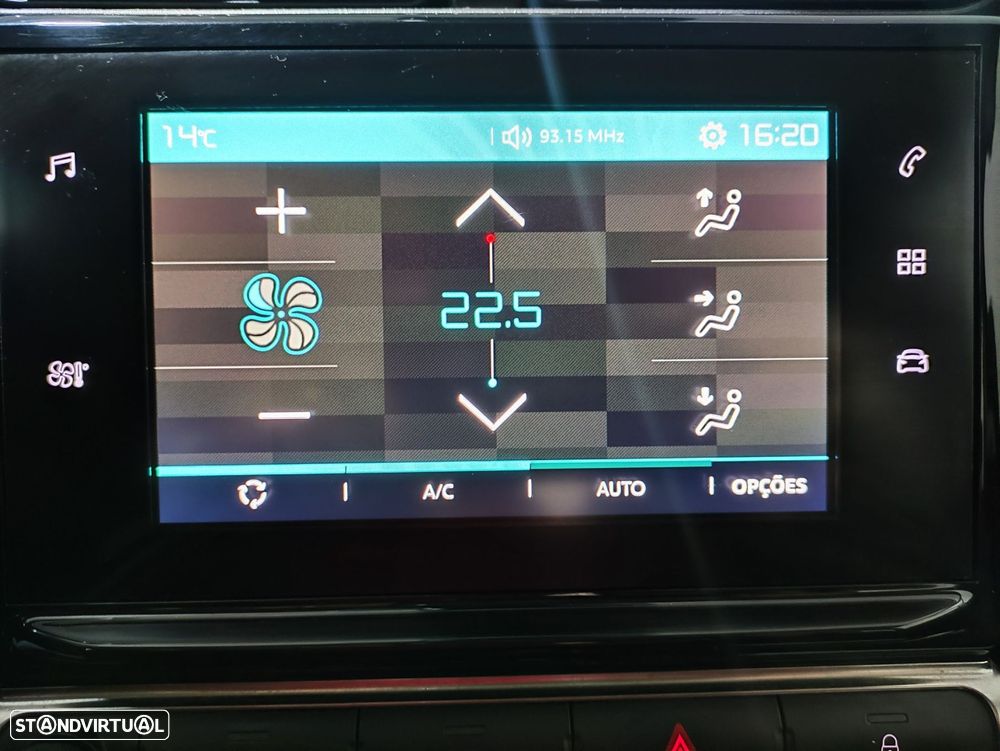 14°C
93.15 MHz
16:20
22.5
A/C
AUTO
OPÇÕES
STANDVIRTUAL